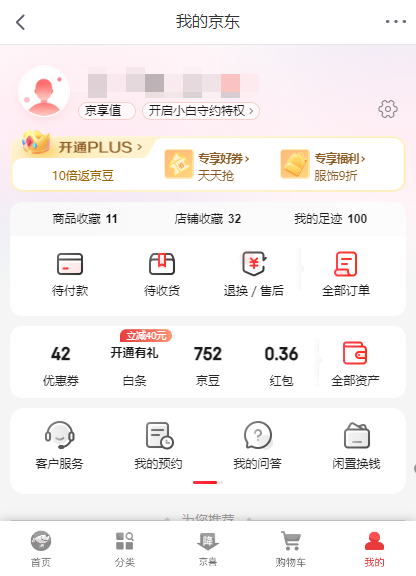 我的京东
京享值 >
开启小白守约特权 >
开通PLUS >
10倍返京豆
专享好券>
天天抢
专享福利>
服饰9折
商品收藏 11
店铺收藏 32
我的足迹 100
待付款
待收货
退换 / 售后
全部订单
立减40元
42
开通有礼
752
0.36
优惠券
白条
京豆
红包
全部资产
客户服务
我的预约
我的问答
闲置换钱
为你推荐
首页
分类
降
京喜
购物车
我的